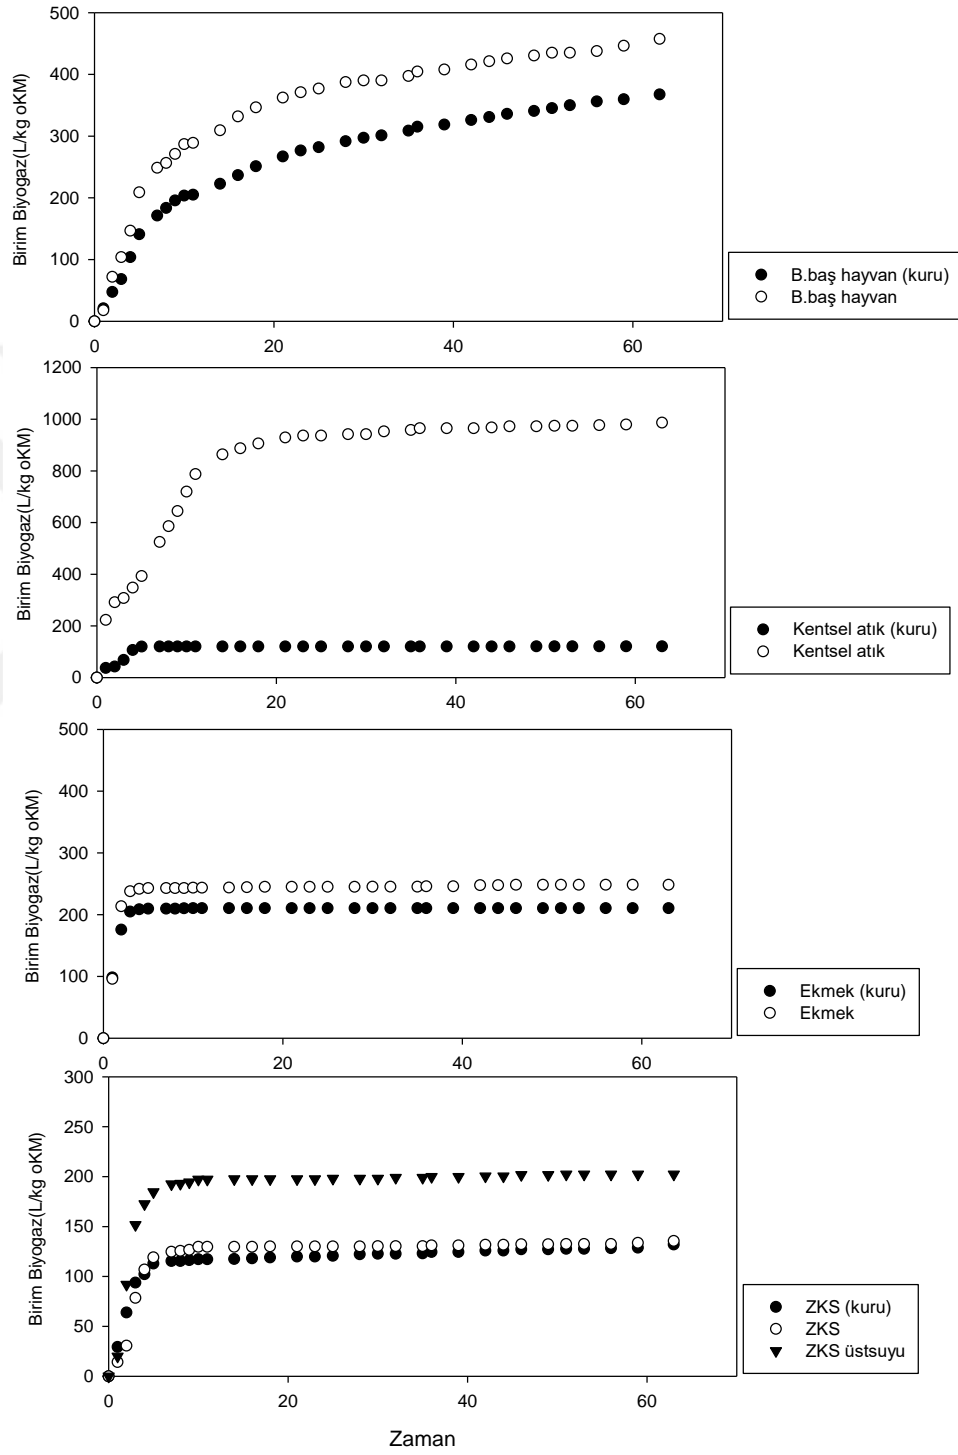 500
400
300
200
100
0
Birim Biyogaz(L/kg oKM)
0 20 40 60
B.baş hayvan (kuru)
B.baş hayvan
1200
1000
800
600
400
200
0
Birim Biyogaz(L/kg oKM)
0 20 40 60
Kentsel atık (kuru)
Kentsel atık
500
400
300
200
100
0
Birim Biyogaz(L/kg oKM)
0 20 40 60
Ekmek (kuru)
Ekmek
300
250
200
150
100
50
0
Birim Biyogaz(L/kg oKM)
0 20 40 60
ZKS (kuru)
ZKS
ZKS üstsuyu
Zaman